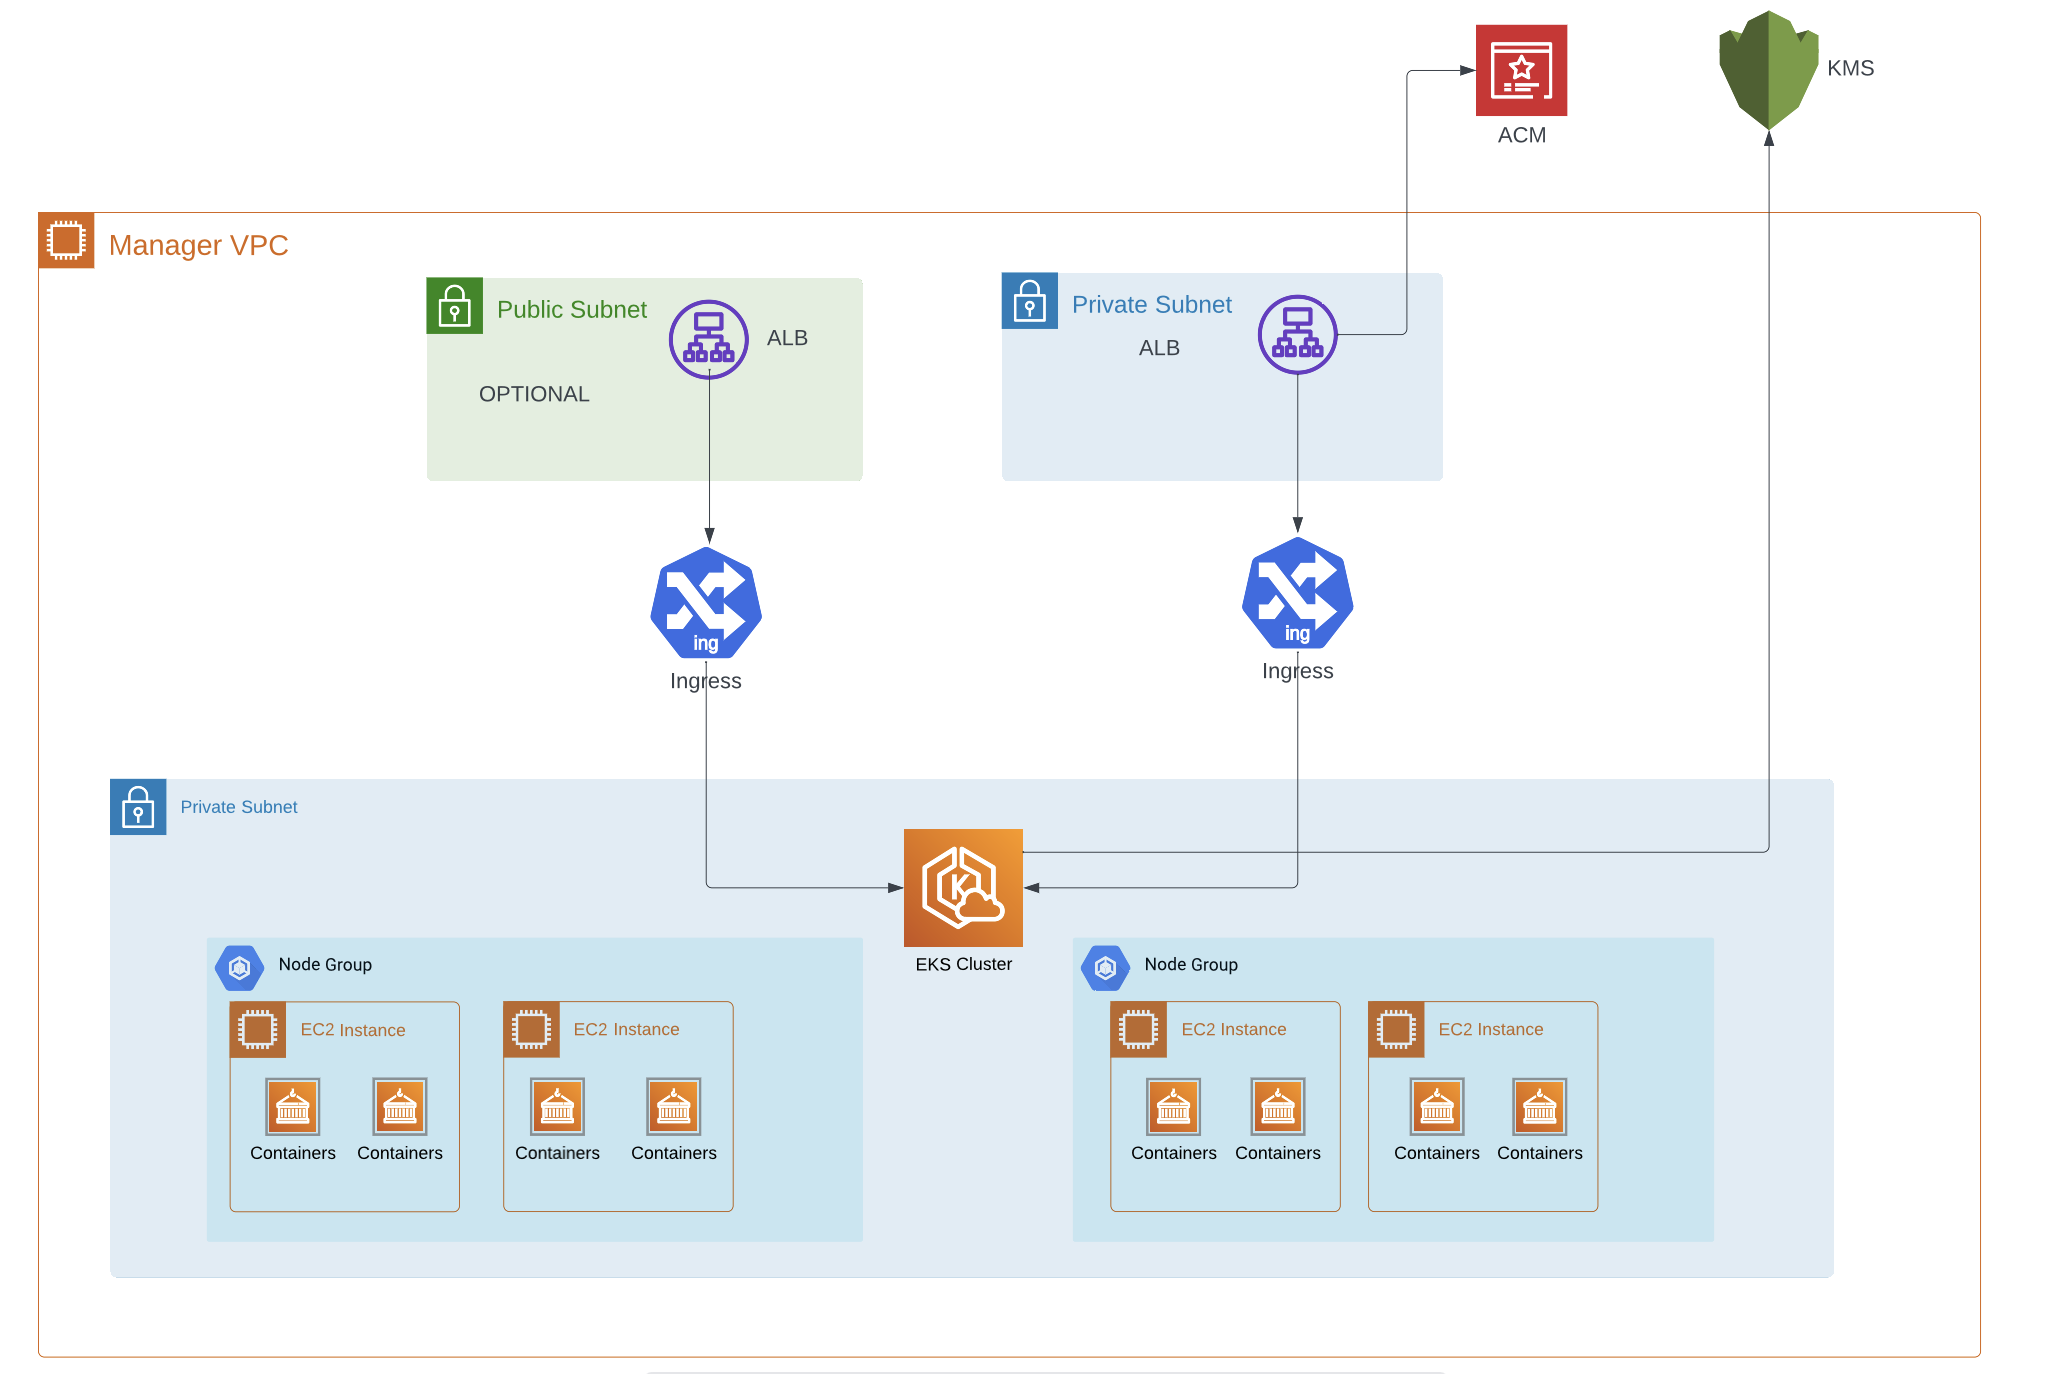 KMS
ACM
Manager VPC
Public Subnet
ALB
OPTIONAL
Private Subnet
ALB
ing
Ingress
ing
Ingress
Private Subnet
K
EKS Cluster
Node Group
EC2 Instance
Containers
Containers
EC2 Instance
Containers
Containers
Node Group
EC2 Instance
Containers
Containers
EC2 Instance
Containers
Containers